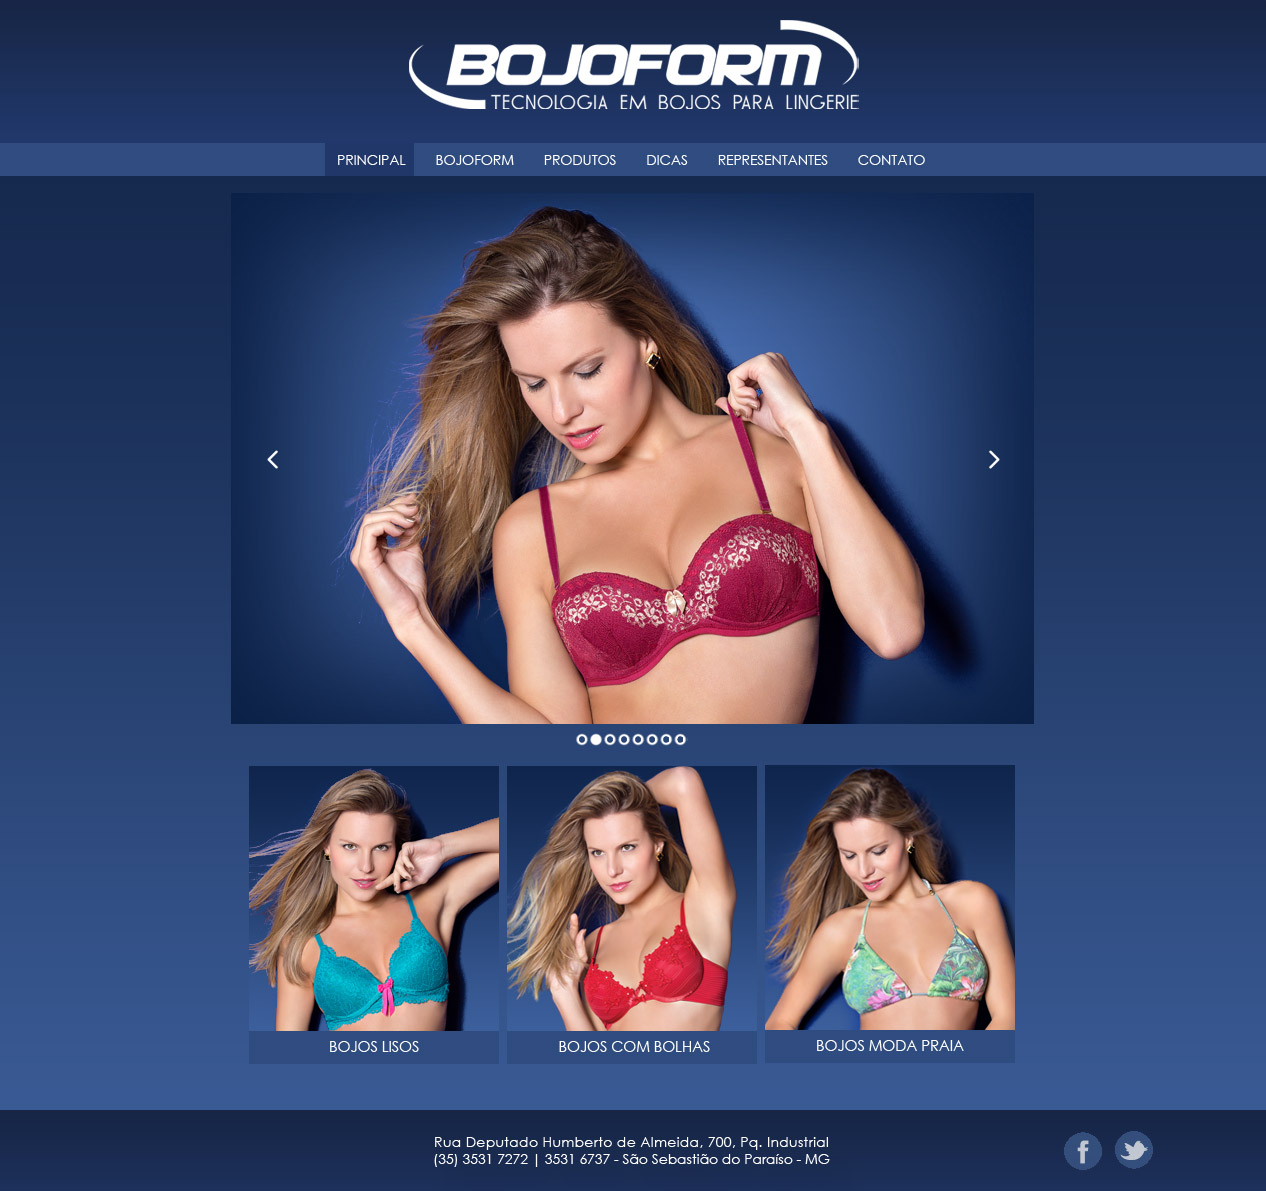 BOJOFORM
TECNOLOGIA EM BOJOS PARA LINGERIE
PRINCIPAL BOJOFORM PRODUTOS DICAS REPRESENTANTES CONTATO
BOJOS LISOS BOJOS COM BOLHAS BOJOS MODA PRAIA
Rua Deputado Humberto de Almeida, 700, Pq. Industrial
(35) 3531 7272 | 3531 6737 - São Sebastião do Paraíso - MG